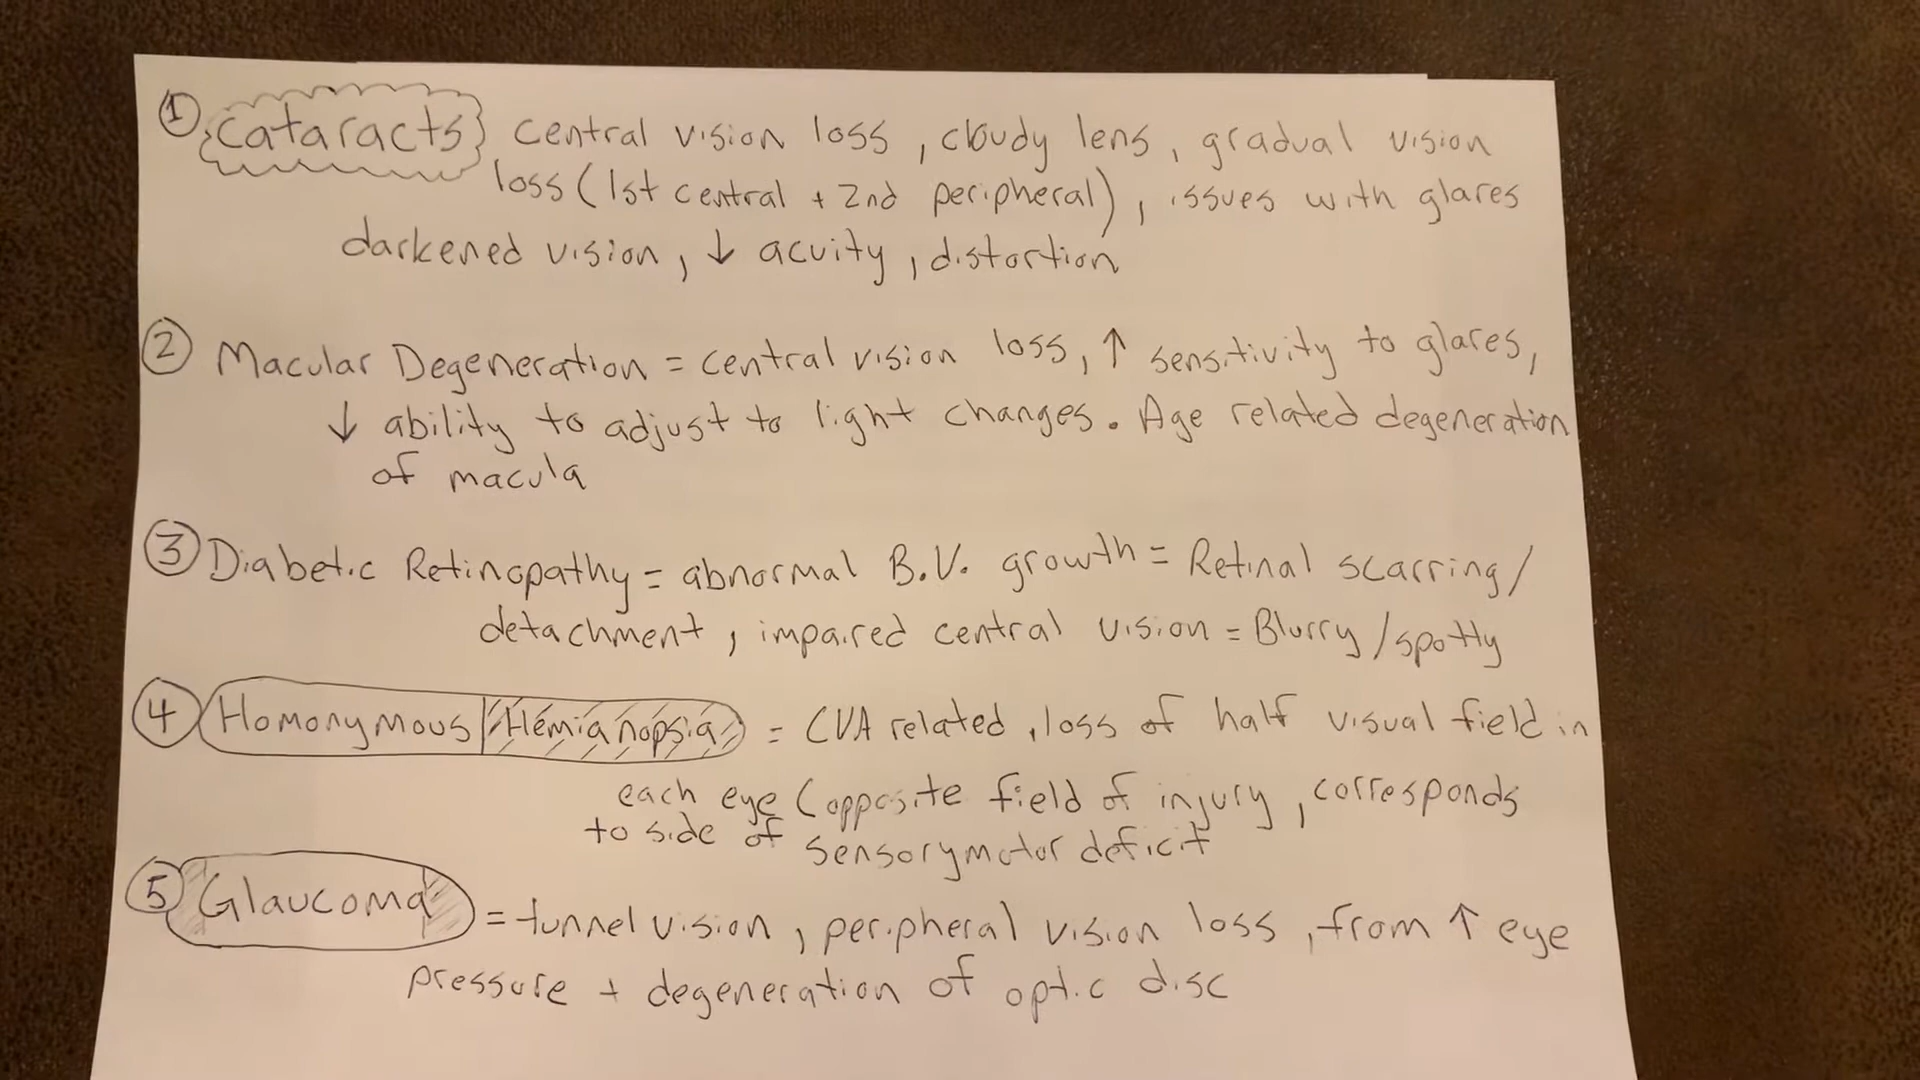 ① Cataracts central vision loss, cloudy lens, gradual vision
loss (1st central + 2nd peripheral), issues with glares
darkened vision, ↓ acuity, distortion
② Macular Degeneration = central vision loss, ↑ sensitivity to glares,
↓ ability to adjust to light changes. Age related degeneration
of macula
③ Diabetic Retinopathy = abnormal B.V. growth = Retinal scarring/
detachment, impaired central vision = Blurry/spotty
④ Homonymous Hemianopsia = CVA related, loss of half visual field in
each eye (opposite field of injury, corresponds
to side of sensorymotor deficit
⑤ Glaucoma = tunnel vision, peripheral vision loss, from ↑ eye
pressure + degeneration of optic disc